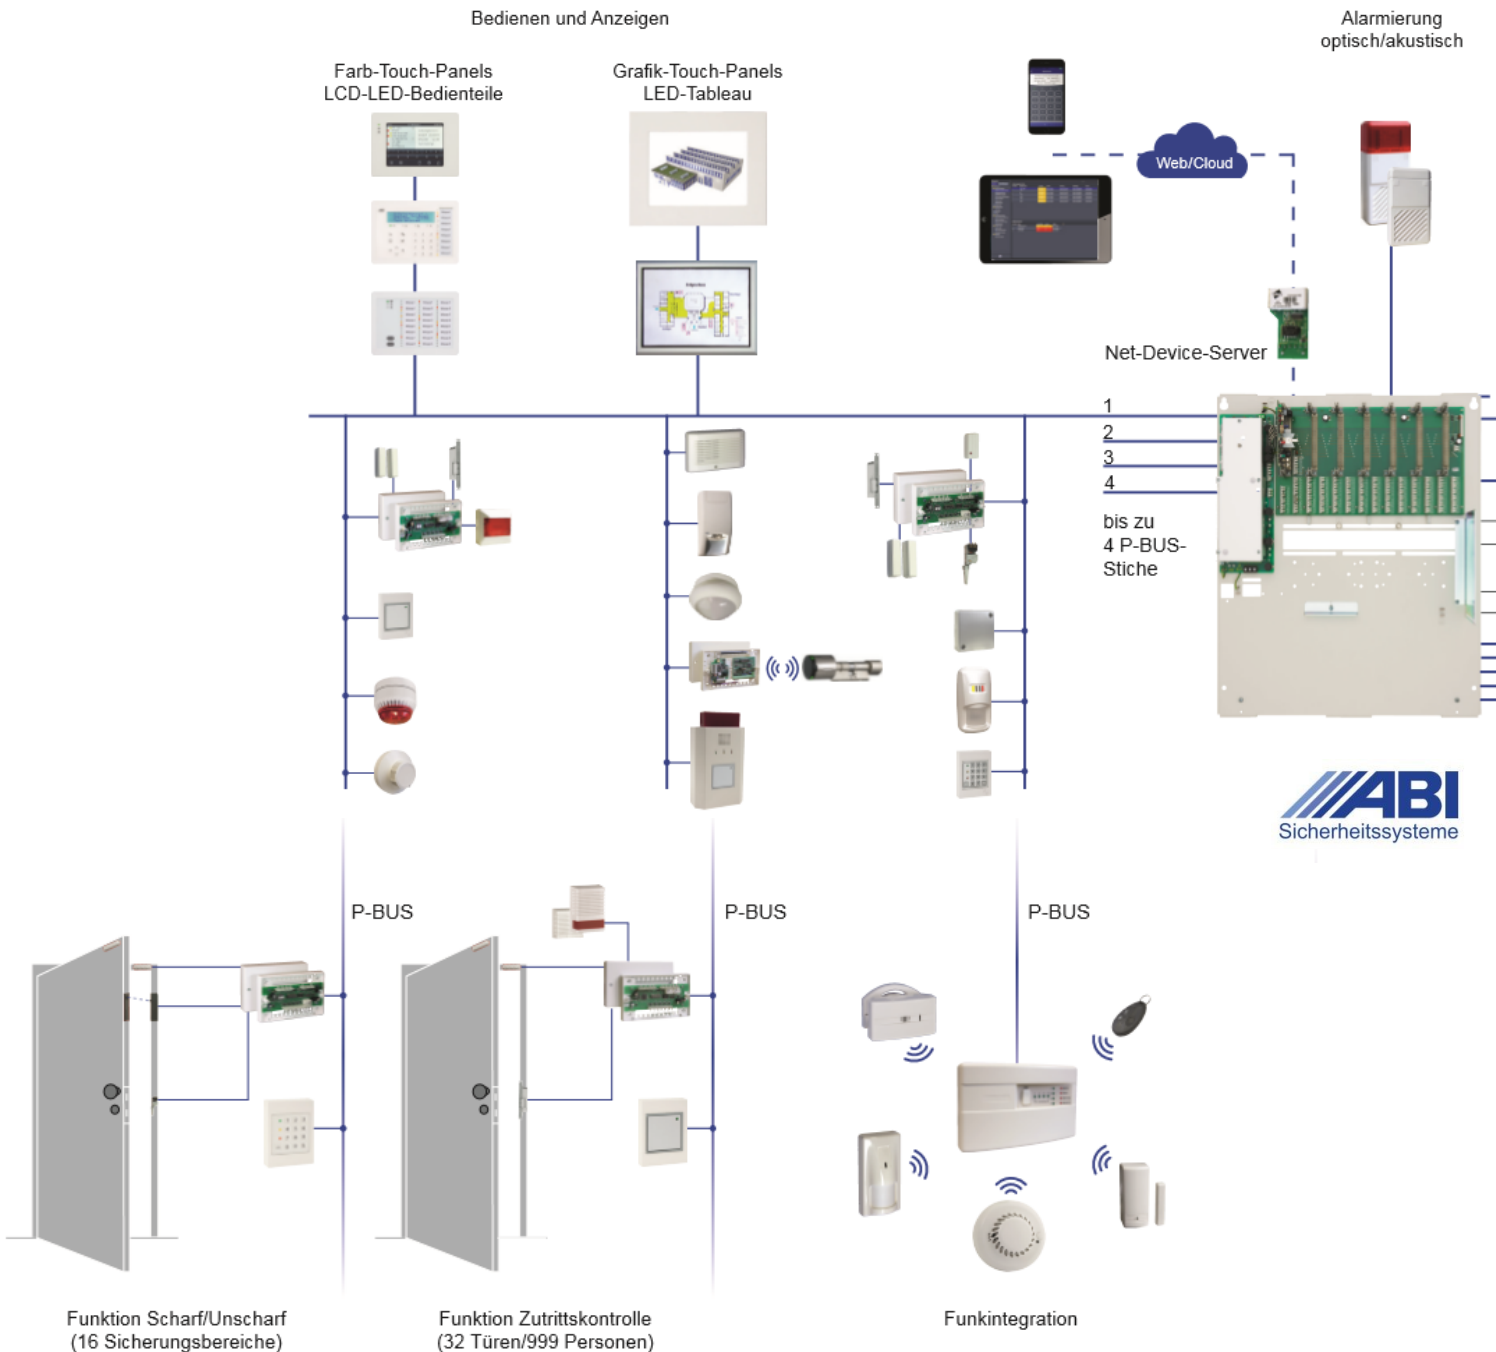 Bedienen und Anzeigen
Alarmierung
optisch/akustisch
Farb-Touch-Panels
LCD-LED-Bedienteile
Grafik-Touch-Panels
LED-Tableau
Web/Cloud
Net-Device-Server
1
2
3
4
bis zu
4 P-BUS-
Stiche
ABI
Sicherheitssysteme
P-BUS
P-BUS
P-BUS
Funktion Scharf/Unscharf
(16 Sicherungsbereiche)
Funktion Zutrittskontrolle
(32 Türen/999 Personen)
Funkintegration